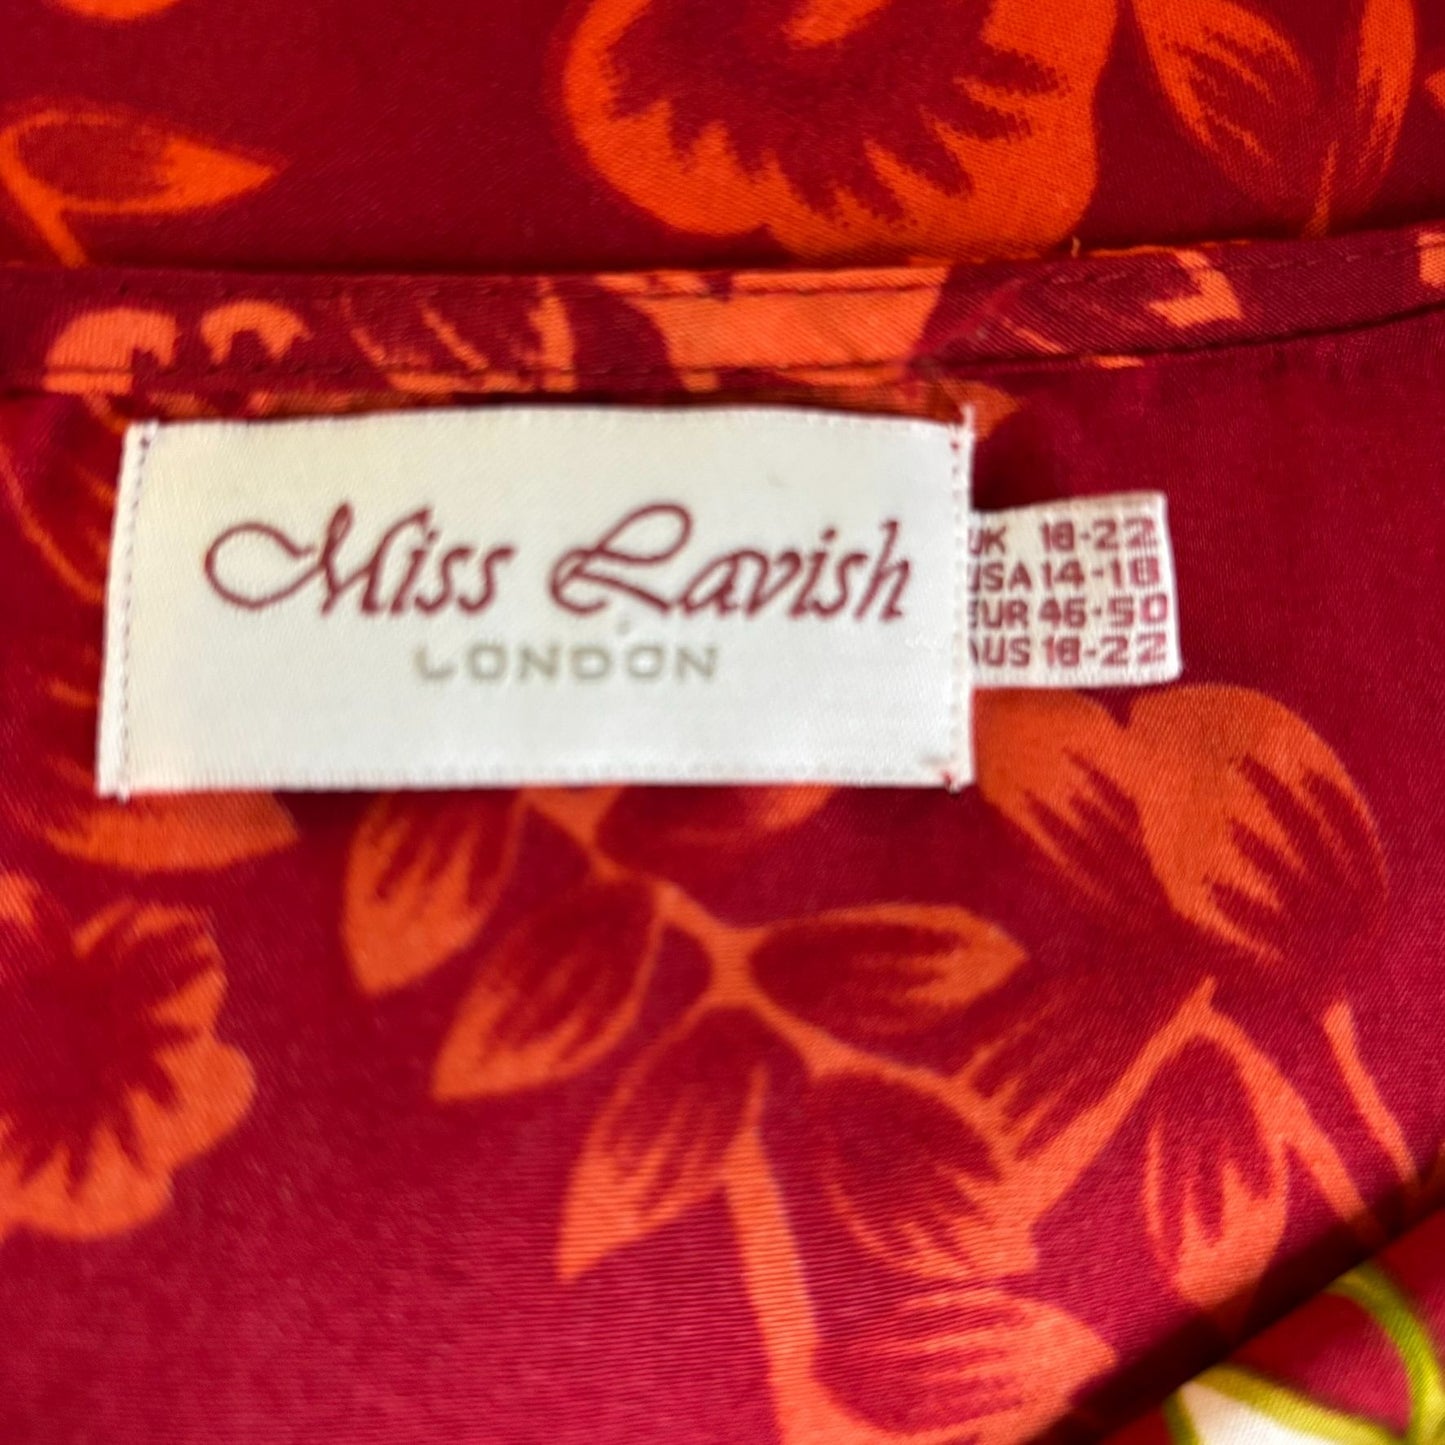 Miss Lavish
LONDON
UK 18-22
USA 14-18
EUR 46-50
AUS 18-22